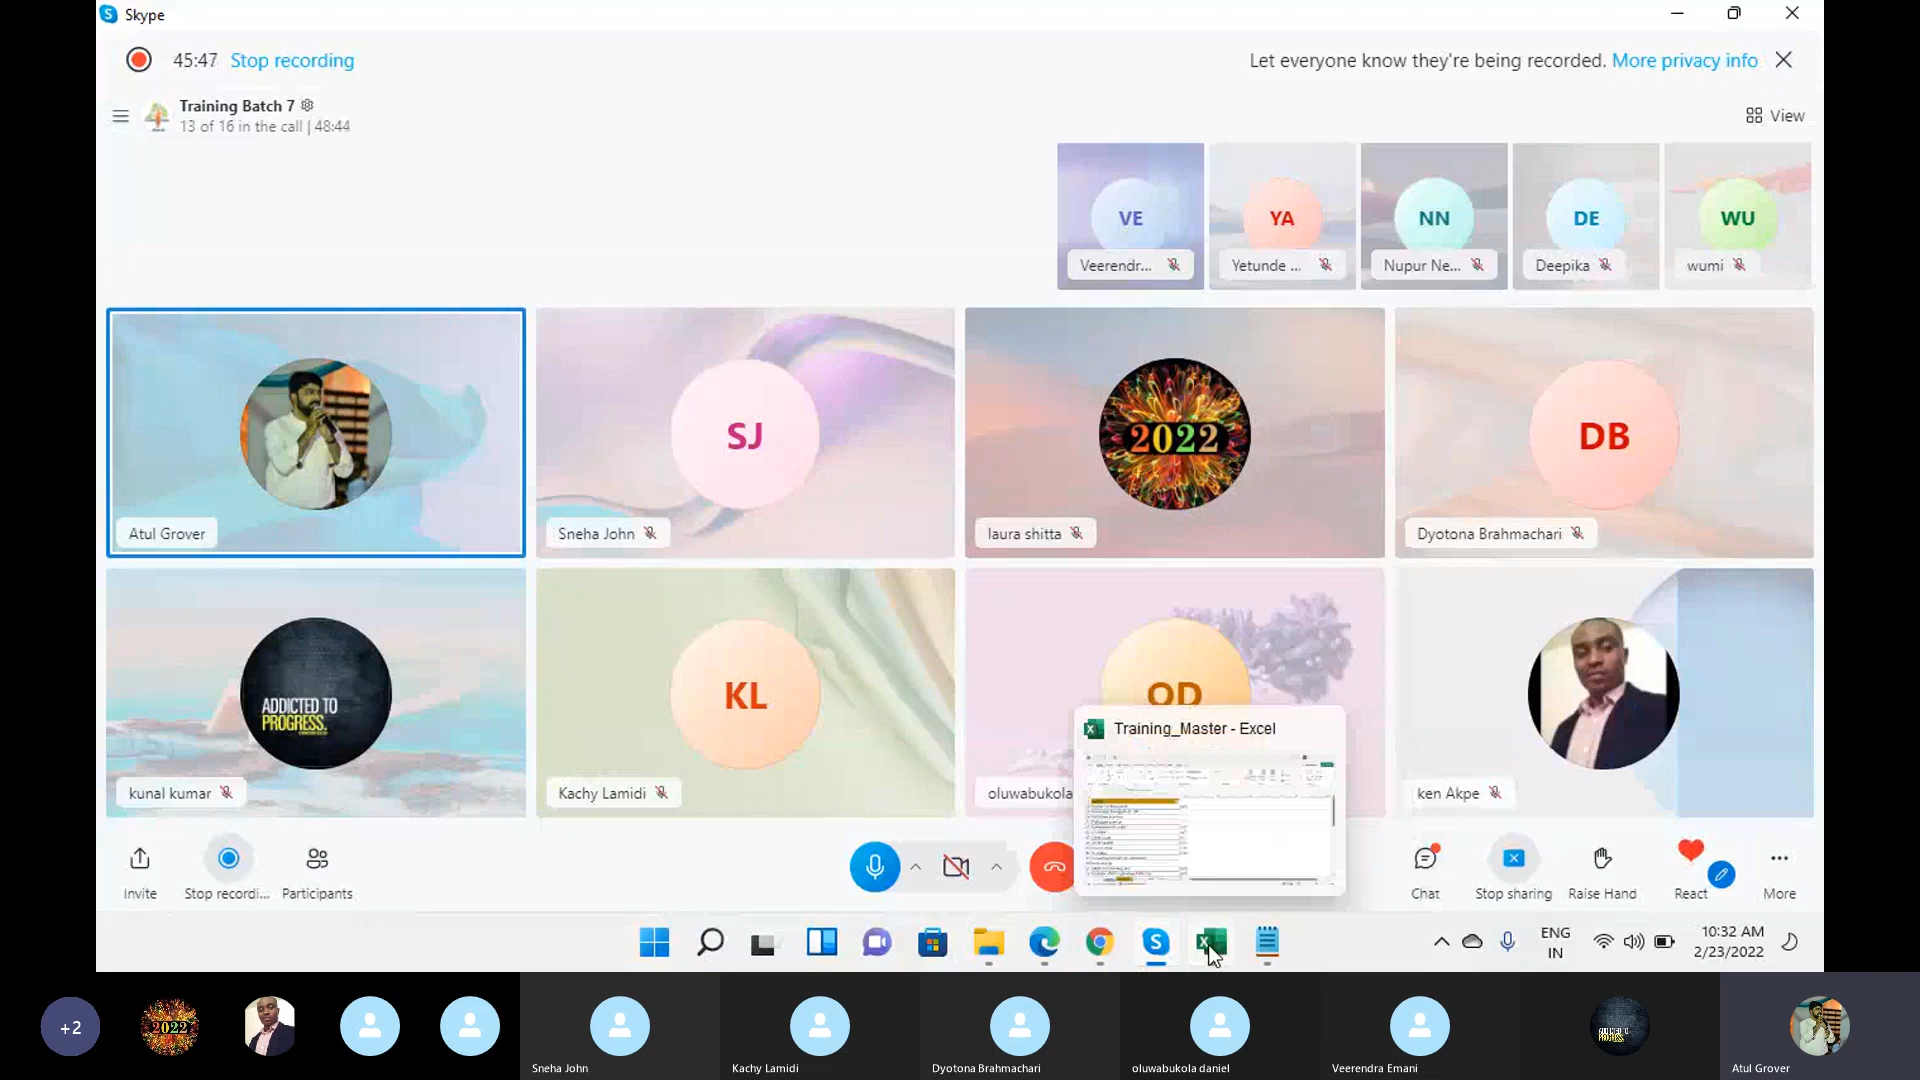 Skype
45:47 Stop recording
Let everyone know they're being recorded. More privacy info
Training Batch 7
13 of 16 in the call | 48:44
View
VE
YA
NN
DE
WU
Veerendr...
Yetunde ...
Nupur Ne...
Deepika
wumi
SJ
2022
DB
Atul Grover
Sneha John
laura shitta
Dyotona Brahmachari
ADDICTED TO
PROGRESS.
KL
OD
Training_Master - Excel
kunal kumar
Kachy Lamidi
oluwabukola
ken Akpe
Invite
Stop recordi...
Participants
Chat
Stop sharing
Raise Hand
React
More
ENG
IN
10:32 AM
2/23/2022
+2
2022
ADDICTED TO
PROGRESS.
Sneha John
Kachy Lamidi
Dyotona Brahmachari
oluwabukola daniel
Veerendra Emani
Atul Grover